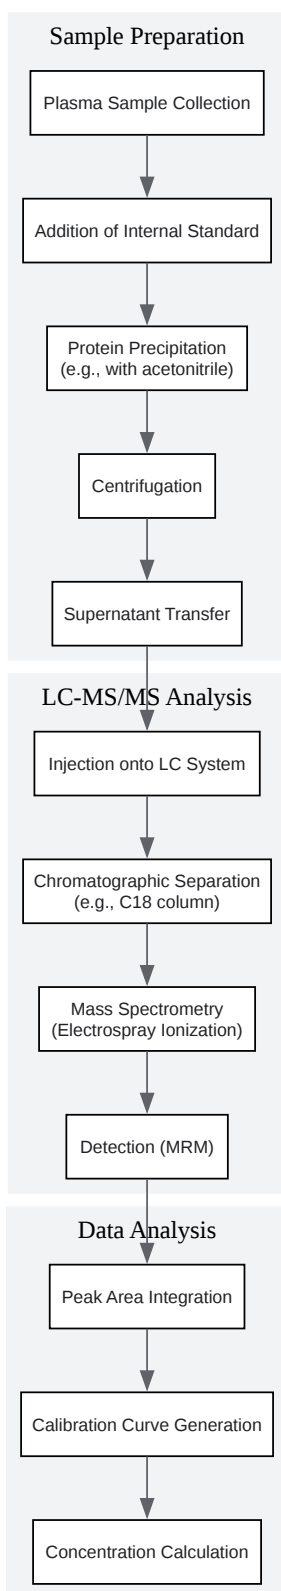 Sample Preparation
Plasma Sample Collection
Addition of Internal Standard
Protein Precipitation
(e.g., with acetonitrile)
Centrifugation
Supernatant Transfer
LC-MS/MS Analysis
Injection onto LC System
Chromatographic Separation
(e.g., C18 column)
Mass Spectrometry
(Electrospray Ionization)
Detection (MRM)
Data Analysis
Peak Area Integration
Calibration Curve Generation
Concentration Calculation